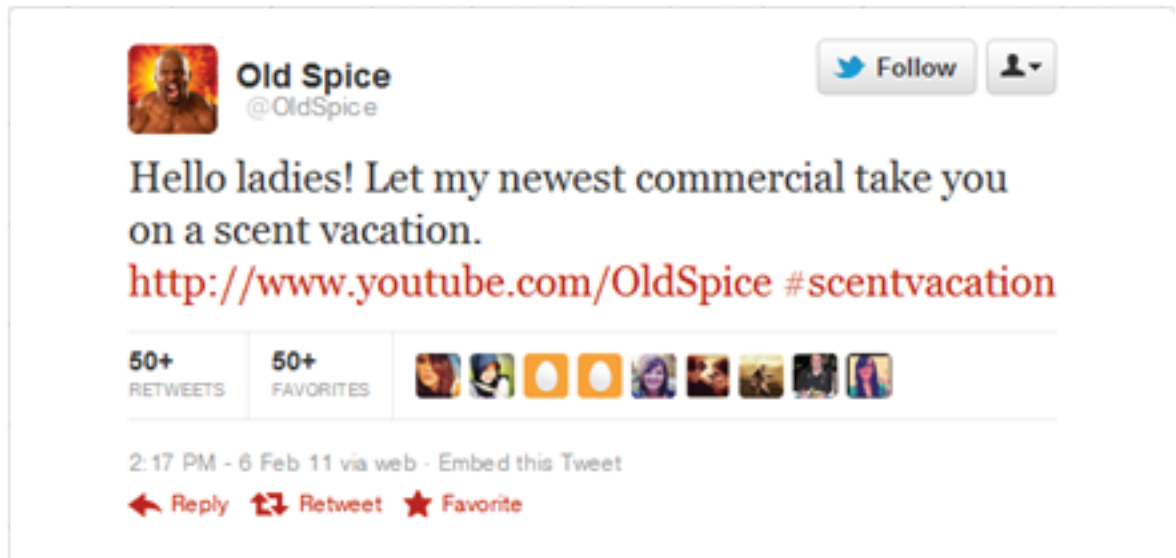 Old Spice
@OldSpice
Follow
Hello ladies! Let my newest commercial take you
on a scent vacation.
http://www.youtube.com/OldSpice #scentvacation
50+
RETWEETS
50+
FAVORITES
2:17 PM - 6 Feb 11 via web · Embed this Tweet
Reply Retweet Favorite